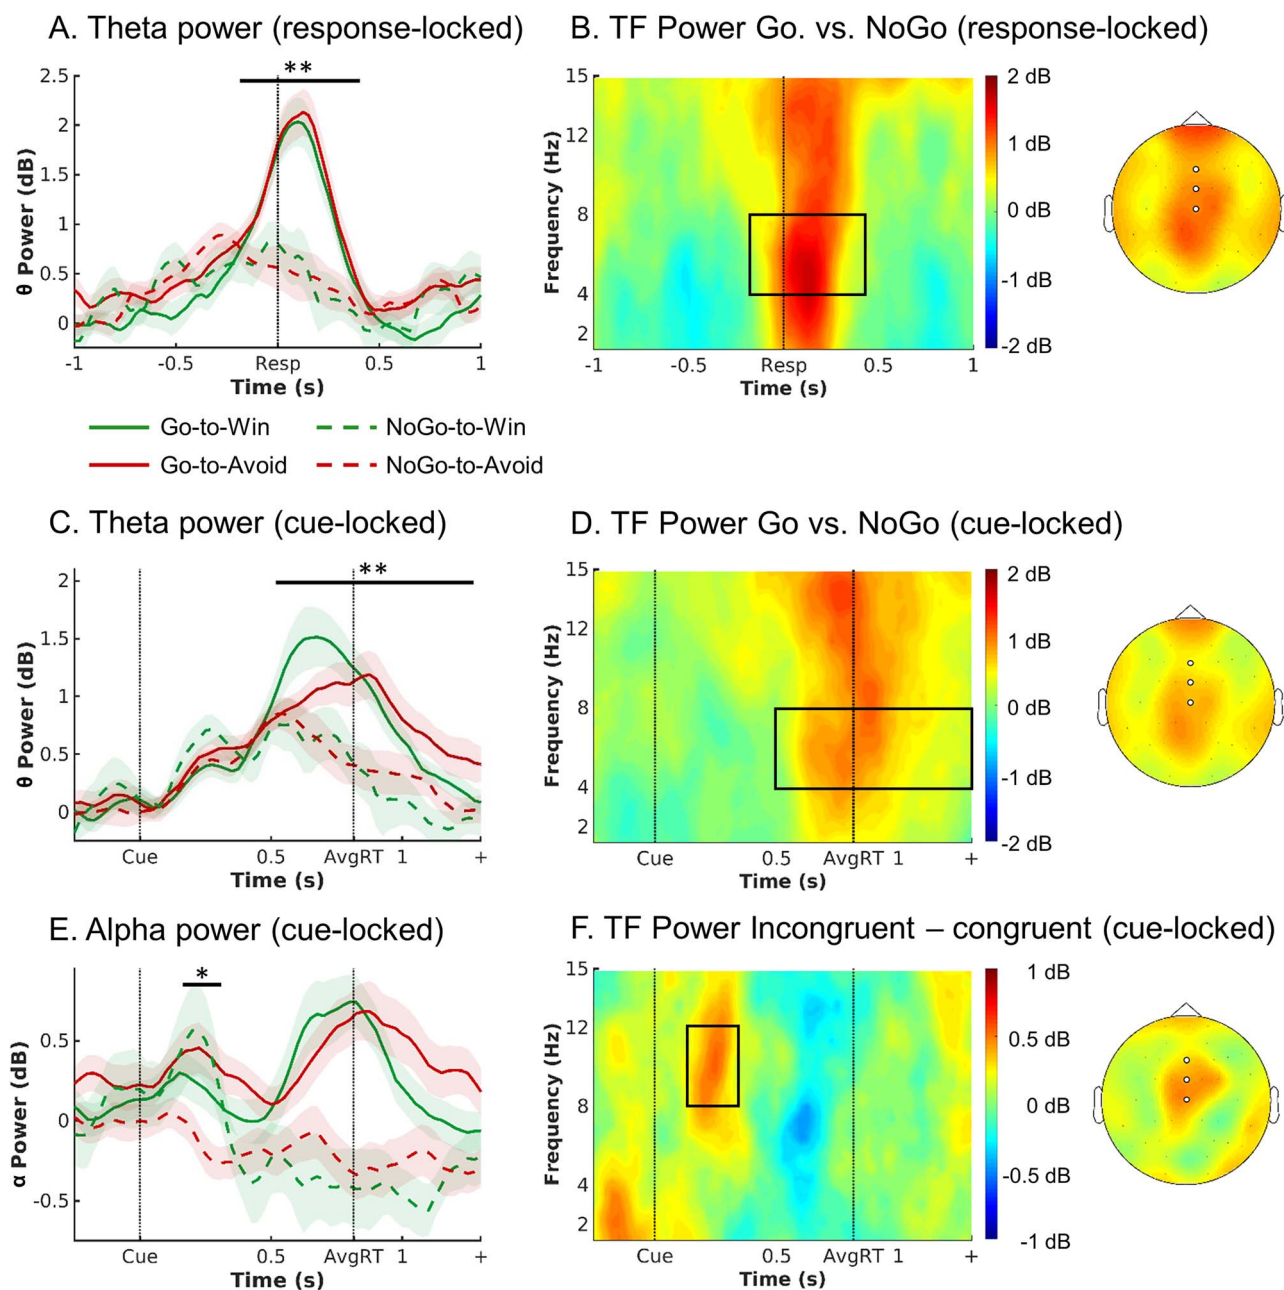 A. Theta power (response-locked)
B. TF Power Go. vs. NoGo (response-locked)
**
2.5
2
1.5
1
0.5
0
θ Power (dB)
-1
-0.5
Resp
0.5
1
Time (s)
15
12
8
4
2
Frequency (Hz)
-1
-0.5
Resp
0.5
1
Time (s)
2 dB
1 dB
0 dB
-1 dB
-2 dB
Go-to-Win
NoGo-to-Win
Go-to-Avoid
NoGo-to-Avoid
C. Theta power (cue-locked)
D. TF Power Go vs. NoGo (cue-locked)
**
2
1.5
1
0.5
0
θ Power (dB)
Cue
0.5
AvgRT
1
+
Time (s)
15
12
8
4
2
Frequency (Hz)
Cue
0.5
AvgRT
1
+
Time (s)
2 dB
1 dB
0 dB
-1 dB
-2 dB
E. Alpha power (cue-locked)
F. TF Power Incongruent – congruent (cue-locked)
*
0.5
0
-0.5
α Power (dB)
Cue
0.5
AvgRT
1
+
Time (s)
15
12
8
4
2
Frequency (Hz)
Cue
0.5
AvgRT
1
+
Time (s)
1 dB
0.5 dB
0 dB
-0.5 dB
-1 dB